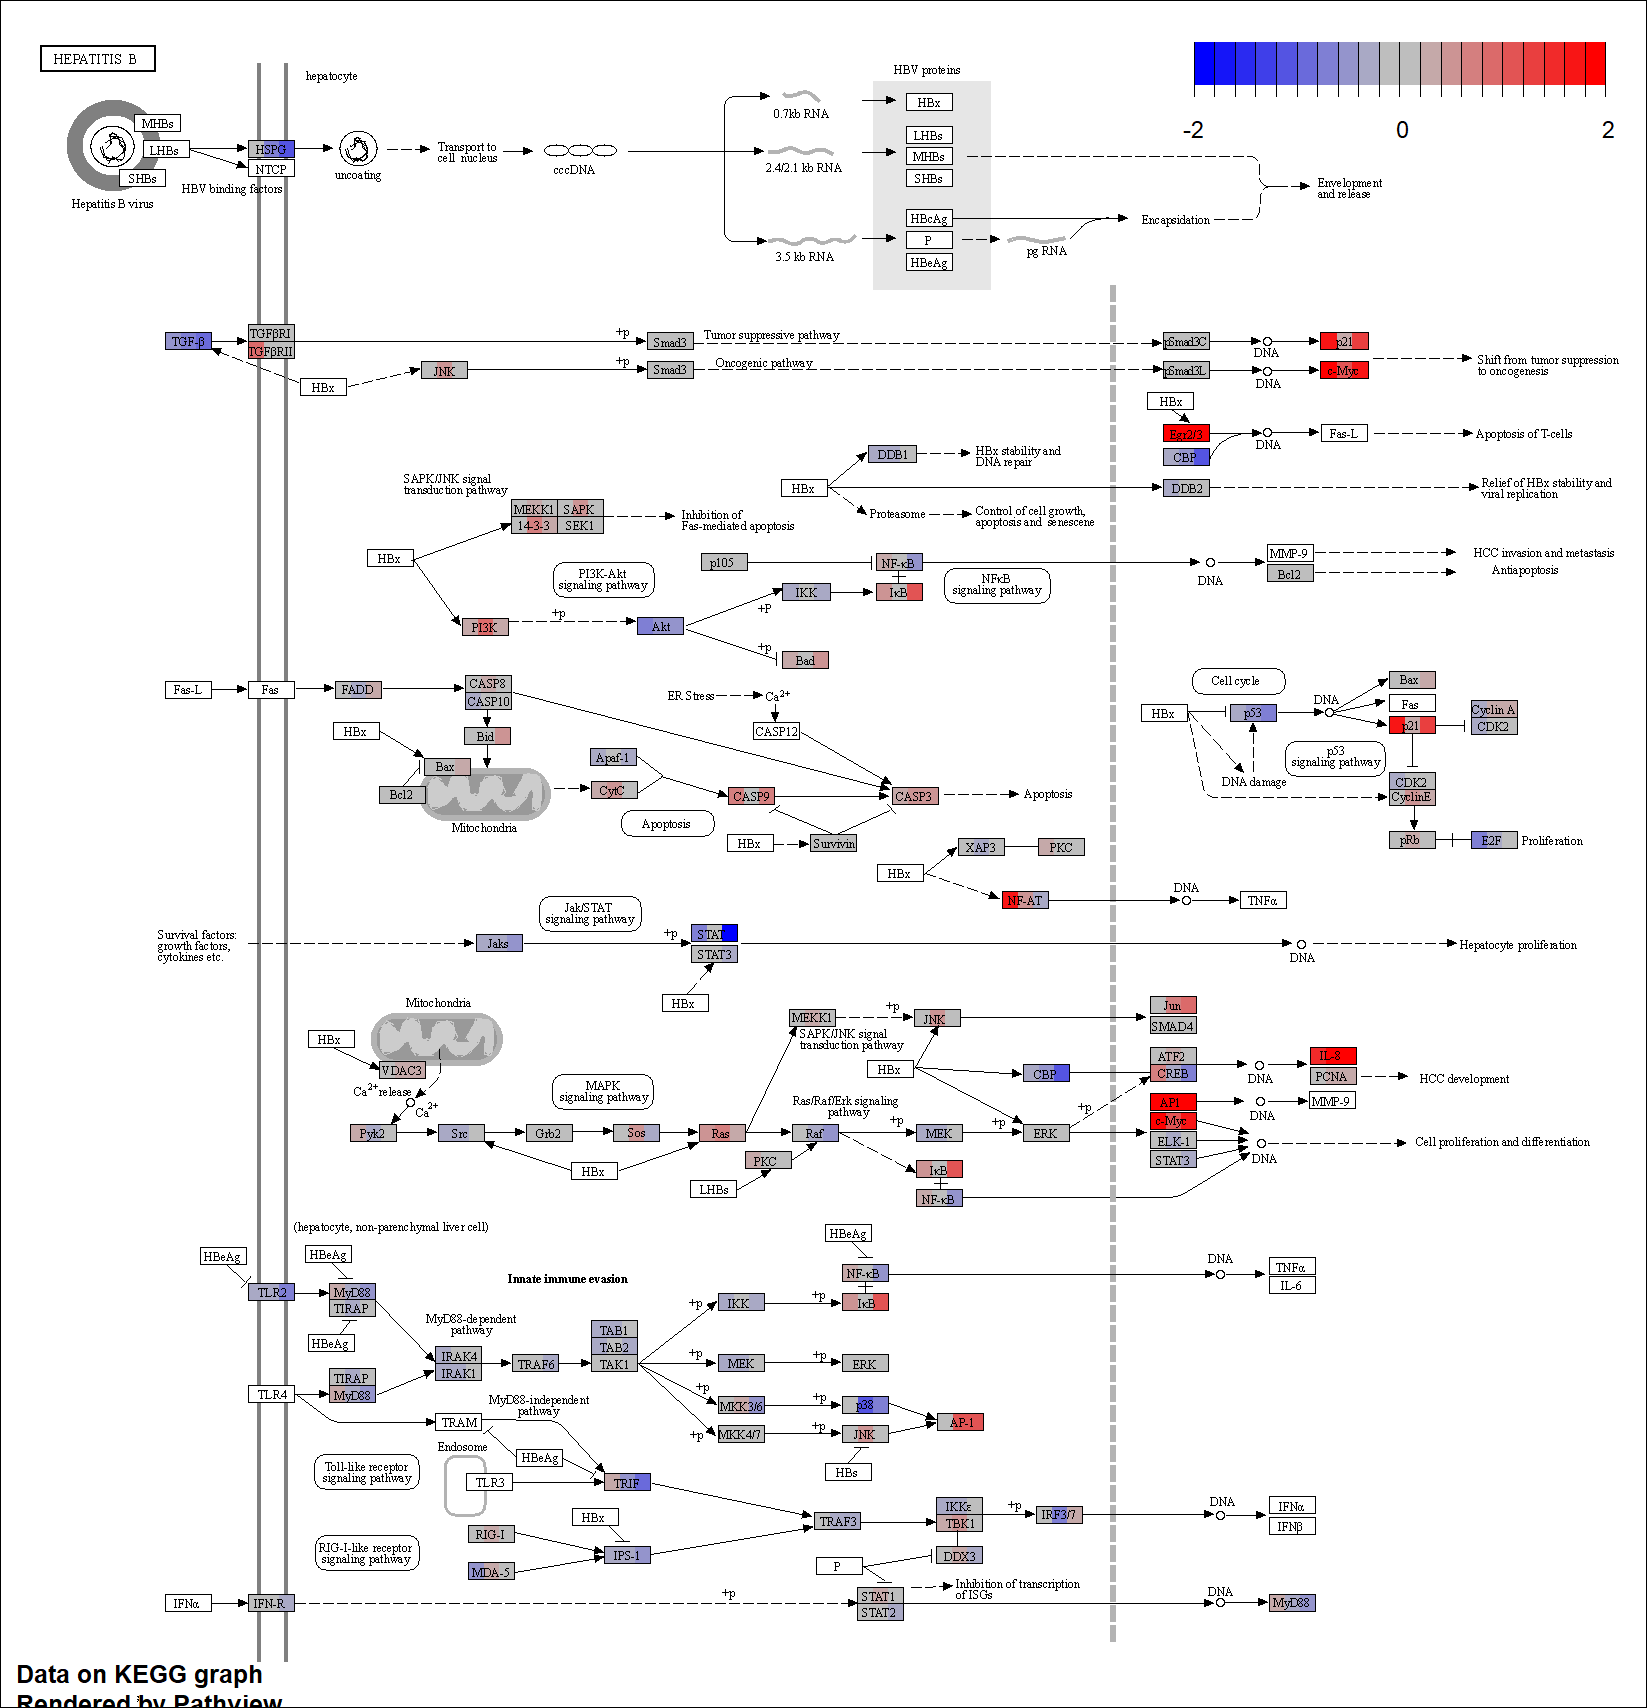 HEPATITIS B
hepatocyte
HBV proteins
-2
0
2
MHBs
LHBs
SHBs
Hepatitis B virus
HSPG
NTCP
HBV binding factors
uncoating
Transport to
cell nucleus
cccDNA
0.7kb RNA
2.4/2.1 kb RNA
3.5 kb RNA
HBx
LHBs
MHBs
SHBs
HBcAg
P
HBeAg
pg RNA
Encapsidation
Envelopment
and release
TGF-β
TGFβRI
TGFβRII
HBx
JNK
+p
Smad3
Tumor suppressive pathway
+p
Smad3
Oncogenic pathway
pSmad3C
DNA
p21
pSmad3L
DNA
c-Myc
Shift from tumor suppression
to oncogenesis
HBx
Egr2/3
CBP
DNA
Fas-L
Apoptosis of T-cells
DDB1
HBx stability and
DNA repair
HBx
DDB2
Relief of HBx stability and
viral replication
Proteasome
Control of cell growth,
apoptosis and senescene
SAPK/JNK signal
transduction pathway
MEKK1
SAPK
14-3-3
SEK1
Inhibition of
Fas-mediated apoptosis
HBx
p105
NF-κB
IκB
IKK
PI3K-Akt
signaling pathway
NFκB
signaling pathway
DNA
MMP-9
Bcl2
HCC invasion and metastasis
Antiapoptosis
PI3K
+p
Akt
+P
+p
Bad
Fas-L
Fas
FADD
CASP8
CASP10
ER Stress
Ca2+
CASP12
HBx
Bid
Bax
Bcl2
Mitochondria
Apaf-1
CytC
CASP9
CASP3
Apoptosis
Apoptosis
HBx
Survivin
Cell cycle
HBx
p53
DNA
Bax
Fas
p21
Cyclin A
CDK2
p53
signaling pathway
DNA damage
CDK2
CyclinE
pRb
E2F
Proliferation
HBx
XAP3
PKC
NF-AT
DNA
TNFα
Jak/STAT
signaling pathway
Survival factors:
growth factors,
cytokines etc.
Jaks
+p
STAT
STAT3
HBx
DNA
Hepatocyte proliferation
Mitochondria
HBx
VDAC3
Ca2+ release
Ca2+
MAPK
signaling pathway
Pyk2
Src
Grb2
Sos
Ras
HBx
MEKK1
+p
JNK
SAPK/JNK signal
transduction pathway
HBx
CBP
Ras/Raf/Erk signaling
pathway
Raf
+p
MEK
+p
ERK
+p
PKC
LHBs
IκB
NF-κB
Jun
SMAD4
ATF2
CREB
AP1
c-Myc
ELK-1
STAT3
DNA
IL-8
PCNA
HCC development
DNA
MMP-9
DNA
Cell proliferation and differentiation
(hepatocyte, non-parenchymal liver cell)
HBeAg
HBeAg
TLR2
MyD88
TIRAP
HBeAg
Innate immune evasion
HBeAg
NF-κB
IκB
DNA
TNFα
IL-6
MyD88-dependent
pathway
IRAK4
IRAK1
TRAF6
TAB1
TAB2
TAK1
+p
IKK
+p
+p
MEK
+p
ERK
+p
MKK3/6
+p
p38
+p
MKK4/7
+p
JNK
AP-1
HBs
TIRAP
MyD88
TLR4
MyD88-independent
pathway
TRAM
Endosome
HBeAg
TLR3
TRIF
Toll-like receptor
signaling pathway
RIG-I-like receptor
signaling pathway
RIG-I
MDA-5
HBx
IPS-1
TRAF3
IKKε
TBK1
DDX3
+p
IRF3/7
DNA
IFNα
IFNβ
P
IFNα
IFN-R
+p
STAT1
STAT2
Inhibition of transcription
of ISGs
DNA
MyD88
Data on KEGG graph
Rendered by Pathview